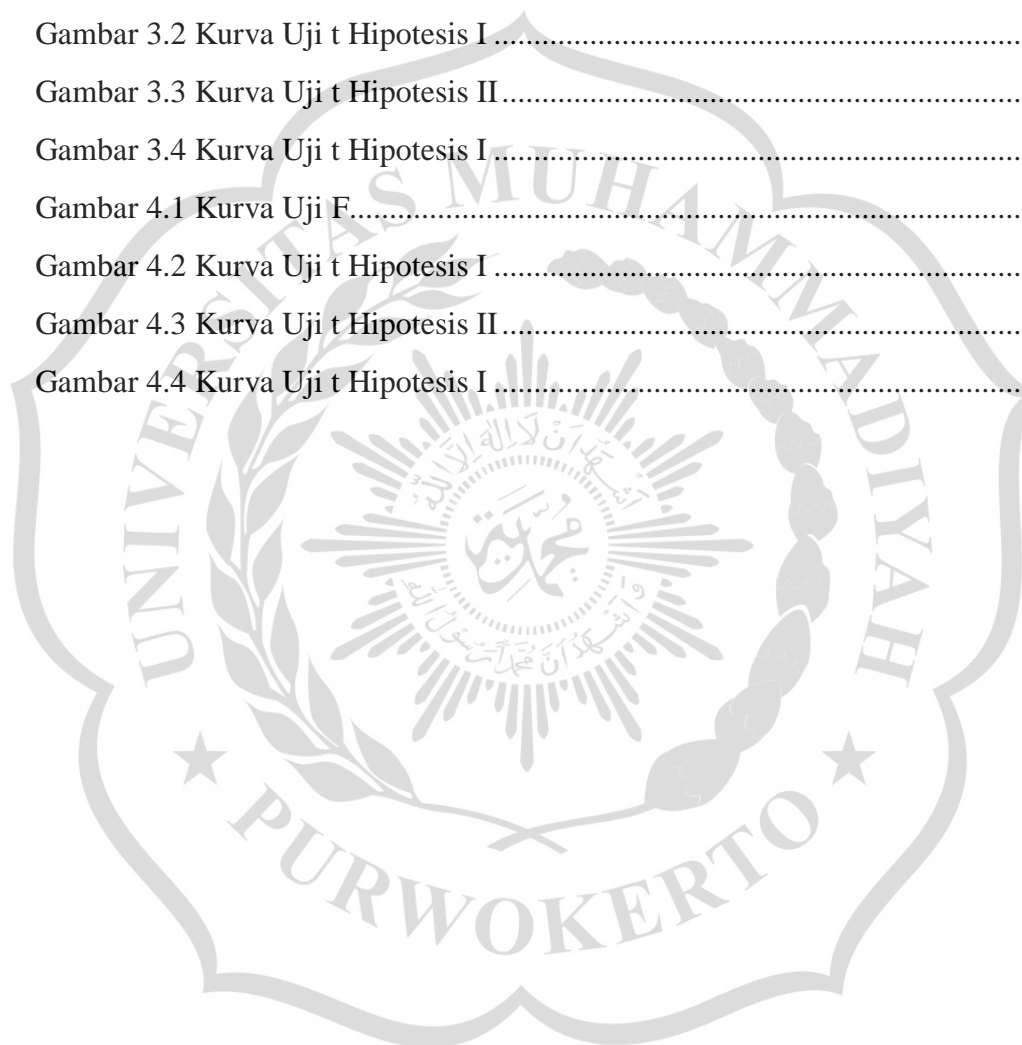 Gambar 3.2 Kurva Uji t Hipotesis I ....................................................................
Gambar 3.3 Kurva Uji t Hipotesis II ...................................................................
Gambar 3.4 Kurva Uji t Hipotesis I ....................................................................
Gambar 4.1 Kurva Uji F.....................................................................................
Gambar 4.2 Kurva Uji t Hipotesis I ....................................................................
Gambar 4.3 Kurva Uji t Hipotesis II ...................................................................
Gambar 4.4 Kurva Uji t Hipotesis I ....................................................................
UNIVERSITAS MUHAMMADIYAH
PURWOKERTO